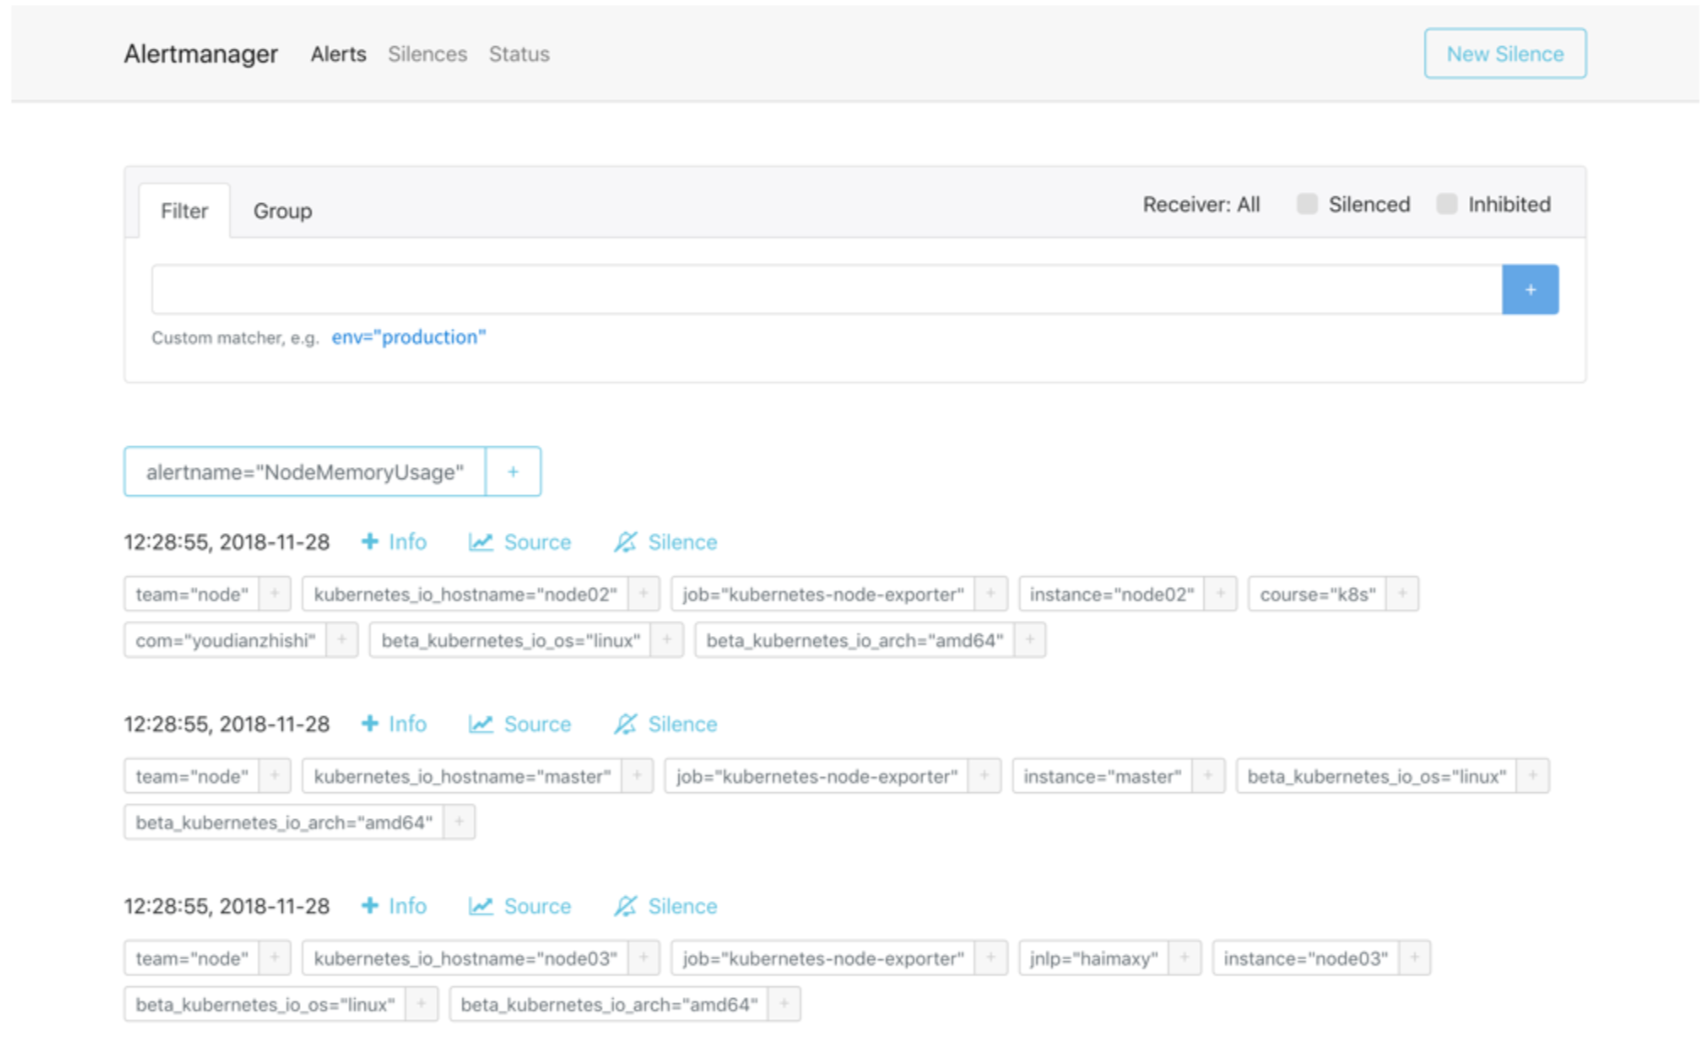 Alertmanager Alerts Silences Status New Silence
Filter Group Receiver: All Silenced Inhibited
+
Custom matcher, e.g. env="production"
alertname="NodeMemoryUsage" +
12:28:55, 2018-11-28 + Info Source Silence
team="node" + kubernetes_io_hostname="node02" + job="kubernetes-node-exporter" + instance="node02" + course="k8s" +
com="youdianzhishi" + beta_kubernetes_io_os="linux" + beta_kubernetes_io_arch="amd64" +
12:28:55, 2018-11-28 + Info Source Silence
team="node" + kubernetes_io_hostname="master" + job="kubernetes-node-exporter" + instance="master" + beta_kubernetes_io_os="linux" +
beta_kubernetes_io_arch="amd64" +
12:28:55, 2018-11-28 + Info Source Silence
team="node" + kubernetes_io_hostname="node03" + job="kubernetes-node-exporter" + jnlp="haimaxy" + instance="node03" +
beta_kubernetes_io_os="linux" + beta_kubernetes_io_arch="amd64" +